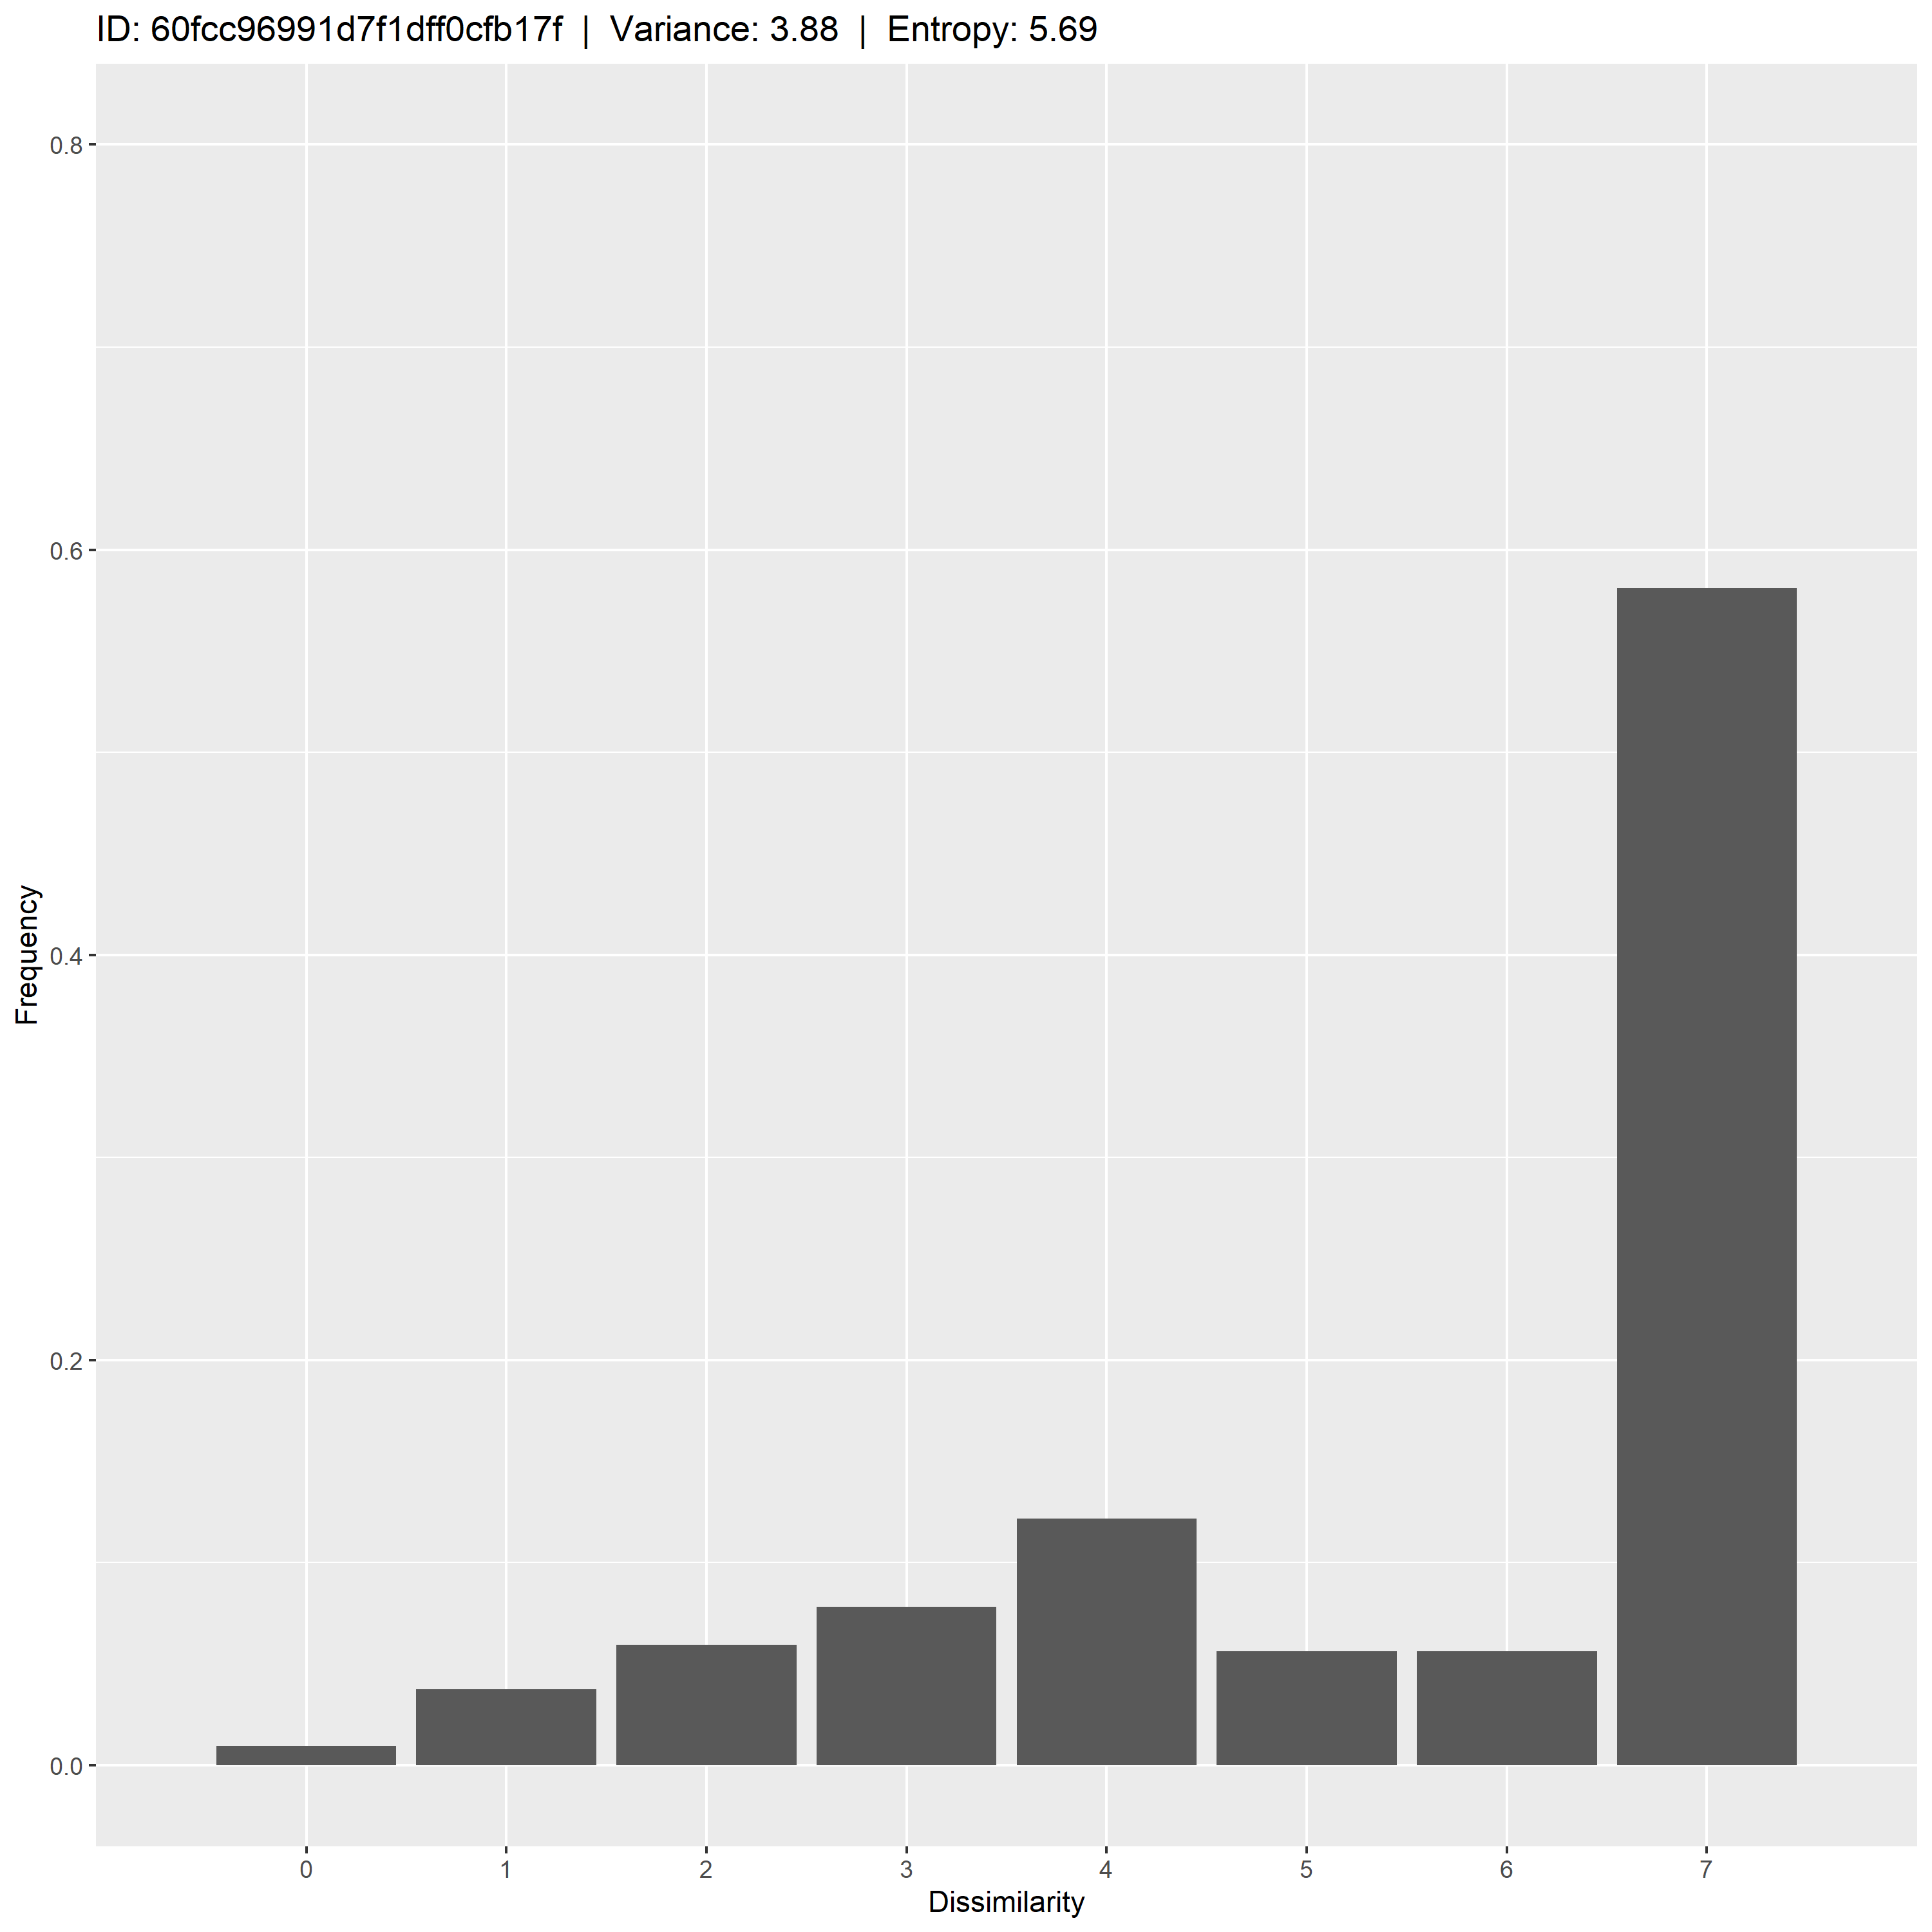 ID: 60fcc96991d7f1dff0cfb17f | Variance: 3.88 | Entropy: 5.69
0.8
0.6
0.4
0.2
0.0
Frequency
0 1 2 3 4 5 6 7
Dissimilarity